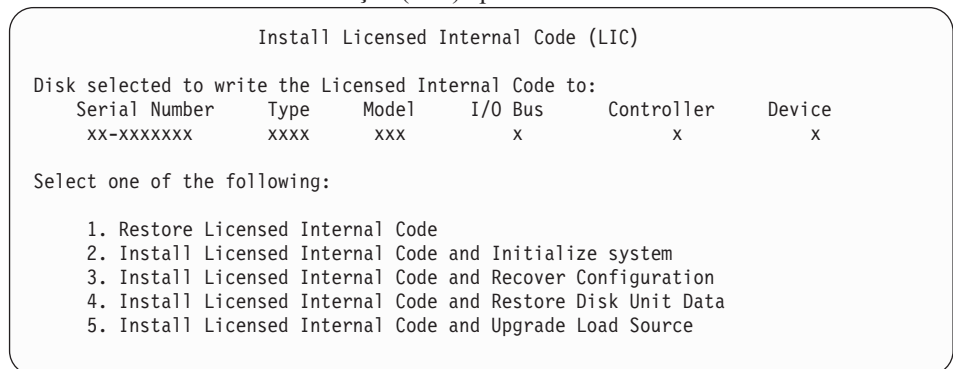 Install Licensed Internal Code (LIC)
Disk selected to write the Licensed Internal Code to:
Serial Number Type Model I/O Bus Controller Device
xx-xxxxxxx xxxx xxx x x x
Select one of the following:
1. Restore Licensed Internal Code
2. Install Licensed Internal Code and Initialize system
3. Install Licensed Internal Code and Recover Configuration
4. Install Licensed Internal Code and Restore Disk Unit Data
5. Install Licensed Internal Code and Upgrade Load Source